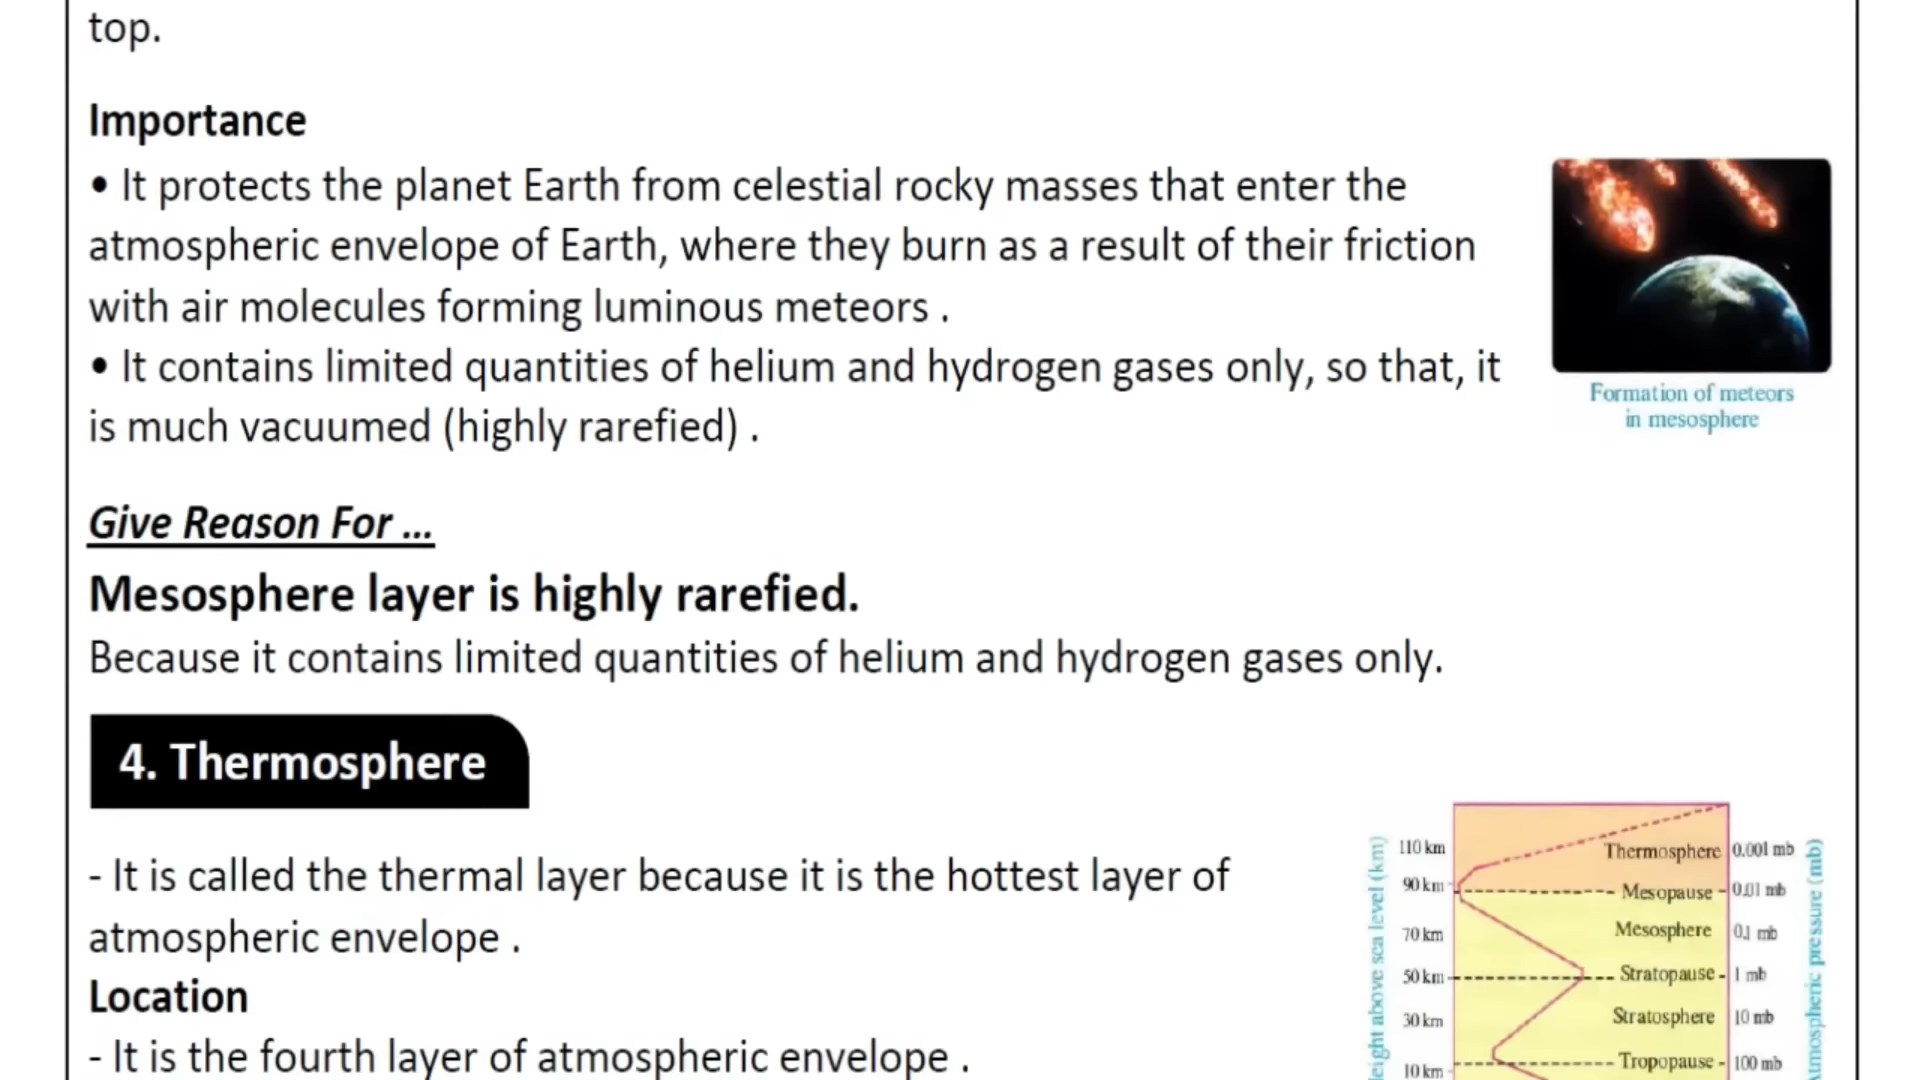 top.
Importance
• It protects the planet Earth from celestial rocky masses that enter the
atmospheric envelope of Earth, where they burn as a result of their friction
with air molecules forming luminous meteors .
• It contains limited quantities of helium and hydrogen gases only, so that, it
is much vacuumed (highly rarefied) .
Formation of meteors
in mesosphere
Give Reason For ...
Mesosphere layer is highly rarefied.
Because it contains limited quantities of helium and hydrogen gases only.
4. Thermosphere
- It is called the thermal layer because it is the hottest layer of
atmospheric envelope .
Location
- It is the fourth layer of atmospheric envelope .
110 km Thermosphere 0.001 mb
90 km Mesopause 0.01 mb
70 km Mesosphere 0.1 mb
50 km Stratopause 1 mb
30 km Stratosphere 10 mb
10 km Tropopause 100 mb
above sea level (km)
pressure (mb)